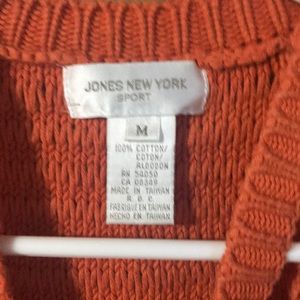 JONES NEW YORK
SPORT
M
100% COTTON/
COTON/
ALGODON
RN 54050
CA 00309
MADE IN TAIWAN
R. O. C.
FABRIQUE EN TAIWAN
HECHO EN TAIWAN